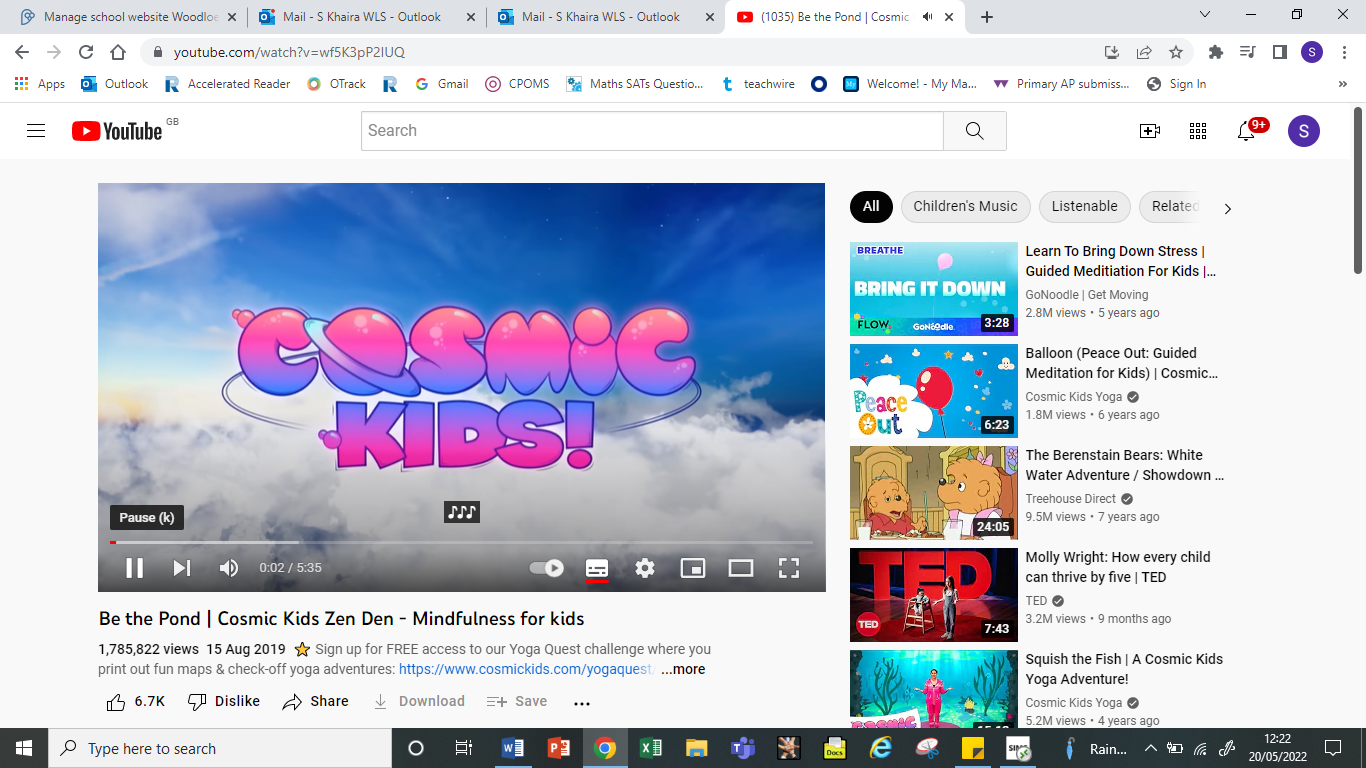 Manage school website Woodloe
Mail - S Khaira WLS - Outlook
Mail - S Khaira WLS - Outlook
(1035) Be the Pond | Cosmic
youtube.com/watch?v=wf5K3pP2IUQ
S
Apps
Outlook
Accelerated Reader
OTrack
Gmail
CPOMS
Maths SATs Questio...
teachwire
Welcome! - My Ma...
Primary AP submiss...
Sign In
YouTube GB
Search
9+
S
COSMIC
KIDS!
♪♪♪
Pause (k)
0:02 / 5:35
Be the Pond | Cosmic Kids Zen Den - Mindfulness for kids
1,785,822 views 15 Aug 2019 ⭐ Sign up for FREE access to our Yoga Quest challenge where you
print out fun maps & check-off yoga adventures: https://www.cosmickids.com/yogaquest/ ...more
6.7K Dislike Share Download Save ...
All Children's Music Listenable Related
BREATHE
BRING IT DOWN
FLOW
GoNoodle
3:28
Learn To Bring Down Stress |
Guided Meditiation For Kids |...
GoNoodle | Get Moving
2.8M views • 5 years ago
Peace
Out
6:23
Balloon (Peace Out: Guided
Meditation for Kids) | Cosmic...
Cosmic Kids Yoga
1.8M views • 6 years ago
24:05
The Berenstain Bears: White
Water Adventure / Showdown ...
Treehouse Direct
9.5M views • 7 years ago
TED
TED
7:43
Molly Wright: How every child
can thrive by five | TED
TED
3.2M views • 9 months ago
COSMIC
Squish the Fish | A Cosmic Kids
Yoga Adventure!
Cosmic Kids Yoga
5.2M views • 4 years ago
Type here to search
Docs
SIMS
Rain...
12:22
20/05/2022